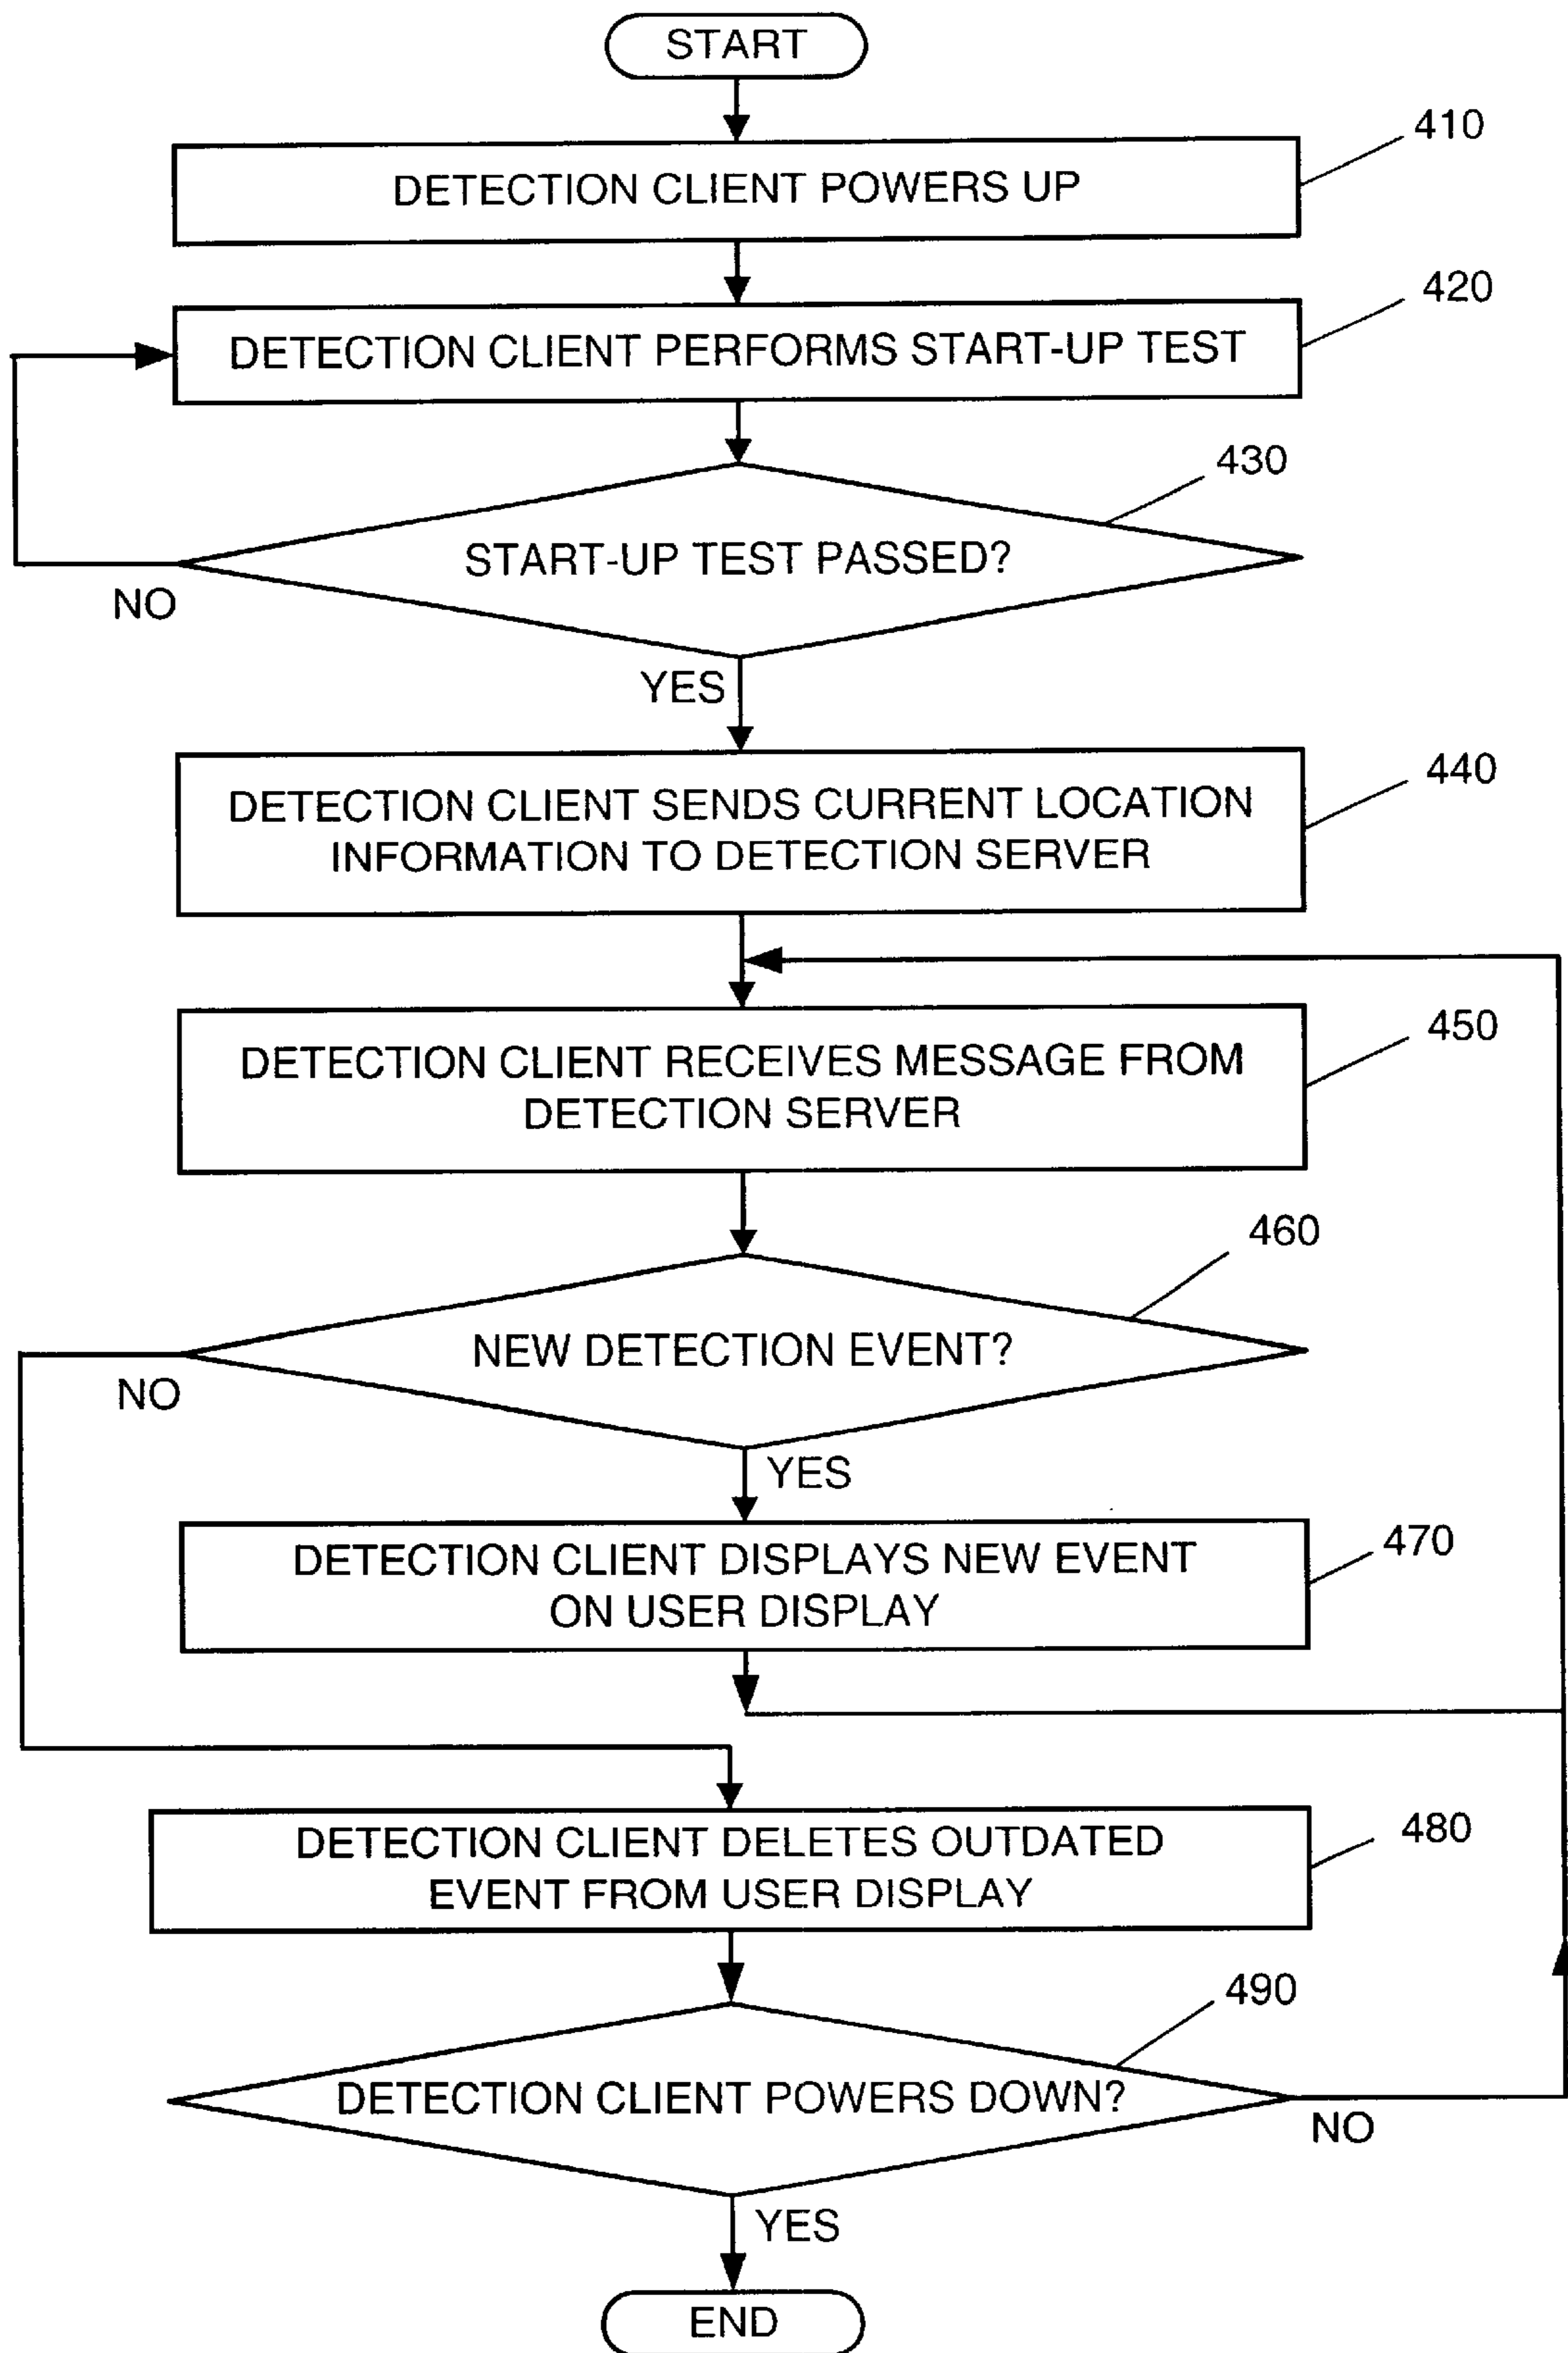 START
410
DETECTION CLIENT POWERS UP
420
DETECTION CLIENT PERFORMS START-UP TEST
430
START-UP TEST PASSED?
NO
YES
440
DETECTION CLIENT SENDS CURRENT LOCATION
INFORMATION TO DETECTION SERVER
450
DETECTION CLIENT RECEIVES MESSAGE FROM
DETECTION SERVER
460
NEW DETECTION EVENT?
NO
YES
470
DETECTION CLIENT DISPLAYS NEW EVENT
ON USER DISPLAY
480
DETECTION CLIENT DELETES OUTDATED
EVENT FROM USER DISPLAY
490
DETECTION CLIENT POWERS DOWN?
NO
YES
END